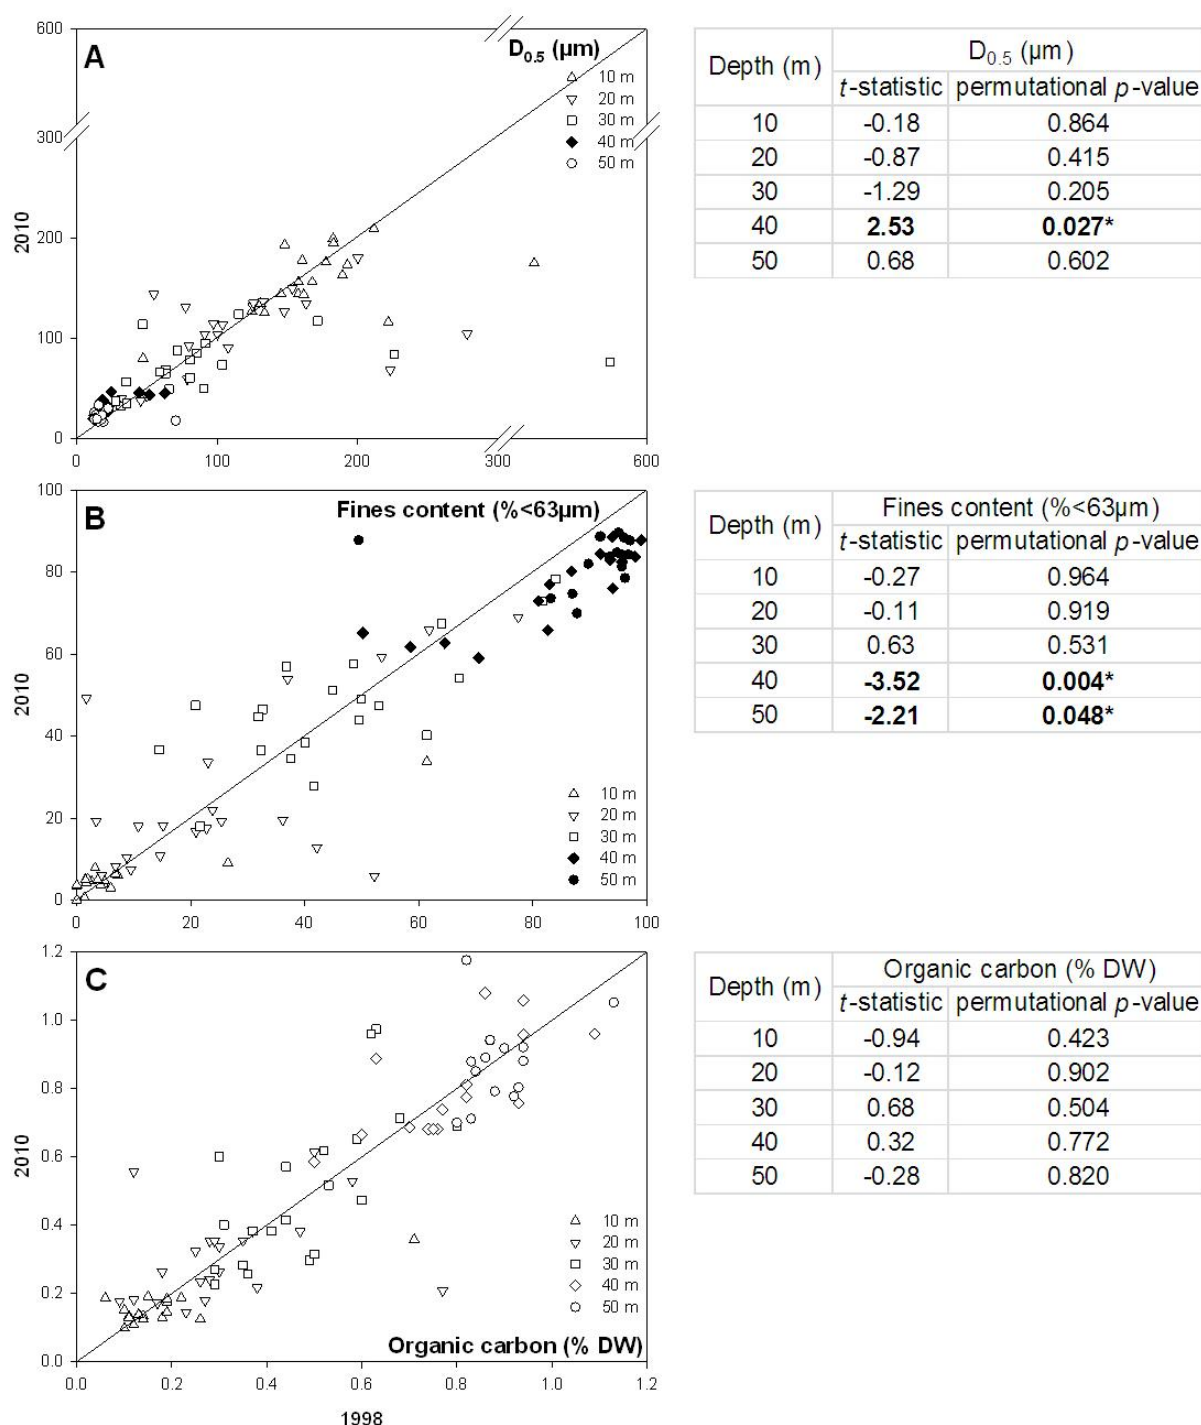 A
D0.5 (µm)
10 m
20 m
30 m
40 m
50 m
600
300
200
100
0
2010
0 100 200 300 600
Depth (m) D0.5 (µm)
t-statistic permutational p-value
10 -0.18 0.864
20 -0.87 0.415
30 -1.29 0.205
40 2.53 0.027*
50 0.68 0.602
B
Fines content (%<63µm)
10 m
20 m
30 m
40 m
50 m
100
80
60
40
20
0
2010
0 20 40 60 80 100
Depth (m) Fines content (%<63µm)
t-statistic permutational p-value
10 -0.27 0.964
20 -0.11 0.919
30 0.63 0.531
40 -3.52 0.004*
50 -2.21 0.048*
C
10 m
20 m
30 m
40 m
50 m
Organic carbon (% DW)
1.2
1.0
0.8
0.6
0.4
0.2
0.0
2010
0.0 0.2 0.4 0.6 0.8 1.0 1.2
1998
Depth (m) Organic carbon (% DW)
t-statistic permutational p-value
10 -0.94 0.423
20 -0.12 0.902
30 0.68 0.504
40 0.32 0.772
50 -0.28 0.820